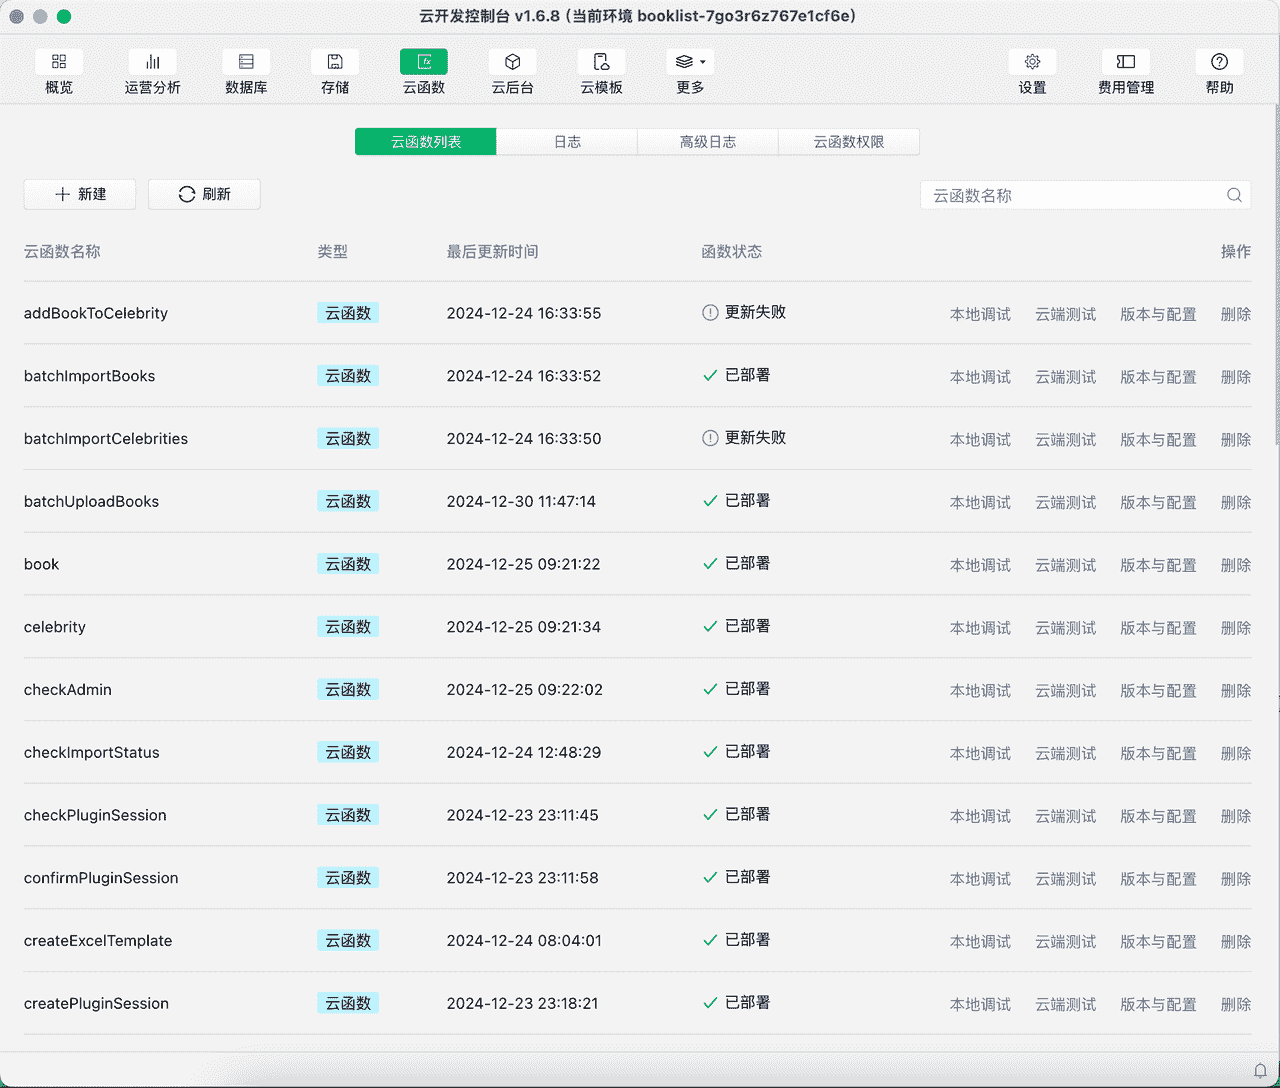 云开发控制台 v1.6.8 (当前环境 booklist-7go3r6z767e1cf6e)
概览 运营分析 数据库 存储 云函数 云后台 云模板 更多 设置 费用管理 帮助
云函数列表 日志 高级日志 云函数权限
新建 刷新 云函数名称
云函数名称 类型 最后更新时间 函数状态 操作
addBookToCelebrity 云函数 2024-12-24 16:33:55 更新失败 本地调试 云端测试 版本与配置 删除
batchImportBooks 云函数 2024-12-24 16:33:52 已部署 本地调试 云端测试 版本与配置 删除
batchImportCelebrities 云函数 2024-12-24 16:33:50 更新失败 本地调试 云端测试 版本与配置 删除
batchUploadBooks 云函数 2024-12-30 11:47:14 已部署 本地调试 云端测试 版本与配置 删除
book 云函数 2024-12-25 09:21:22 已部署 本地调试 云端测试 版本与配置 删除
celebrity 云函数 2024-12-25 09:21:34 已部署 本地调试 云端测试 版本与配置 删除
checkAdmin 云函数 2024-12-25 09:22:02 已部署 本地调试 云端测试 版本与配置 删除
checkImportStatus 云函数 2024-12-24 12:48:29 已部署 本地调试 云端测试 版本与配置 删除
checkPluginSession 云函数 2024-12-23 23:11:45 已部署 本地调试 云端测试 版本与配置 删除
confirmPluginSession 云函数 2024-12-23 23:11:58 已部署 本地调试 云端测试 版本与配置 删除
createExcelTemplate 云函数 2024-12-24 08:04:01 已部署 本地调试 云端测试 版本与配置 删除
createPluginSession 云函数 2024-12-23 23:18:21 已部署 本地调试 云端测试 版本与配置 删除